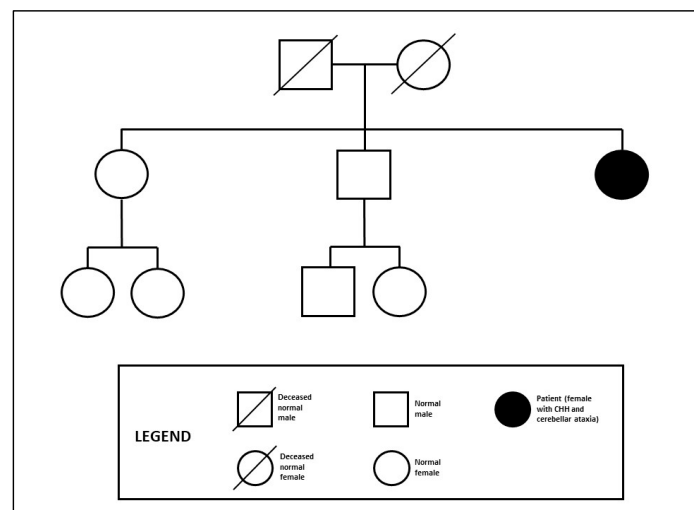 LEGEND
Deceased
normal
male
Normal
male
Patient (female
with CHH and
cerebellar ataxia)
Deceased
normal
female
Normal
female